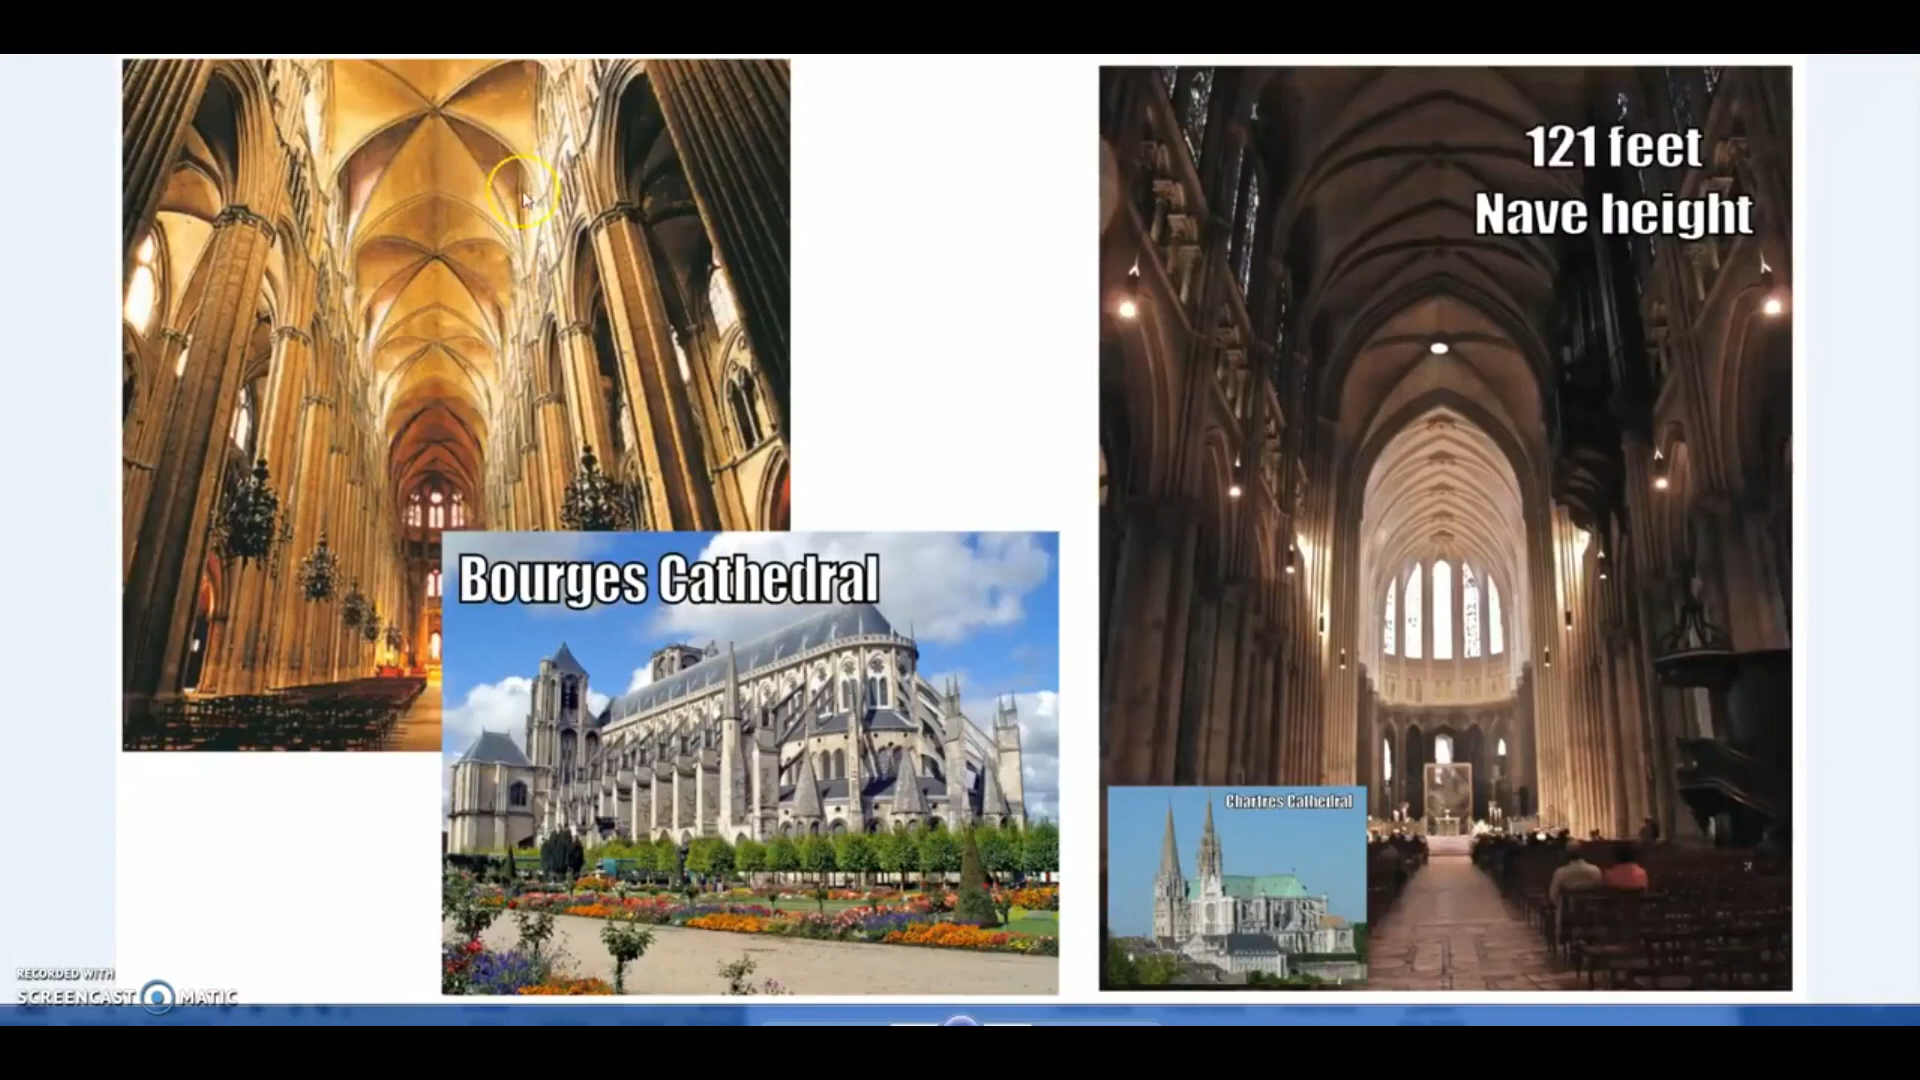 121 feet
Nave height
Bourges Cathedral
Chartres Cathedral
RECORDED WITH
SCREENCAST MATIC